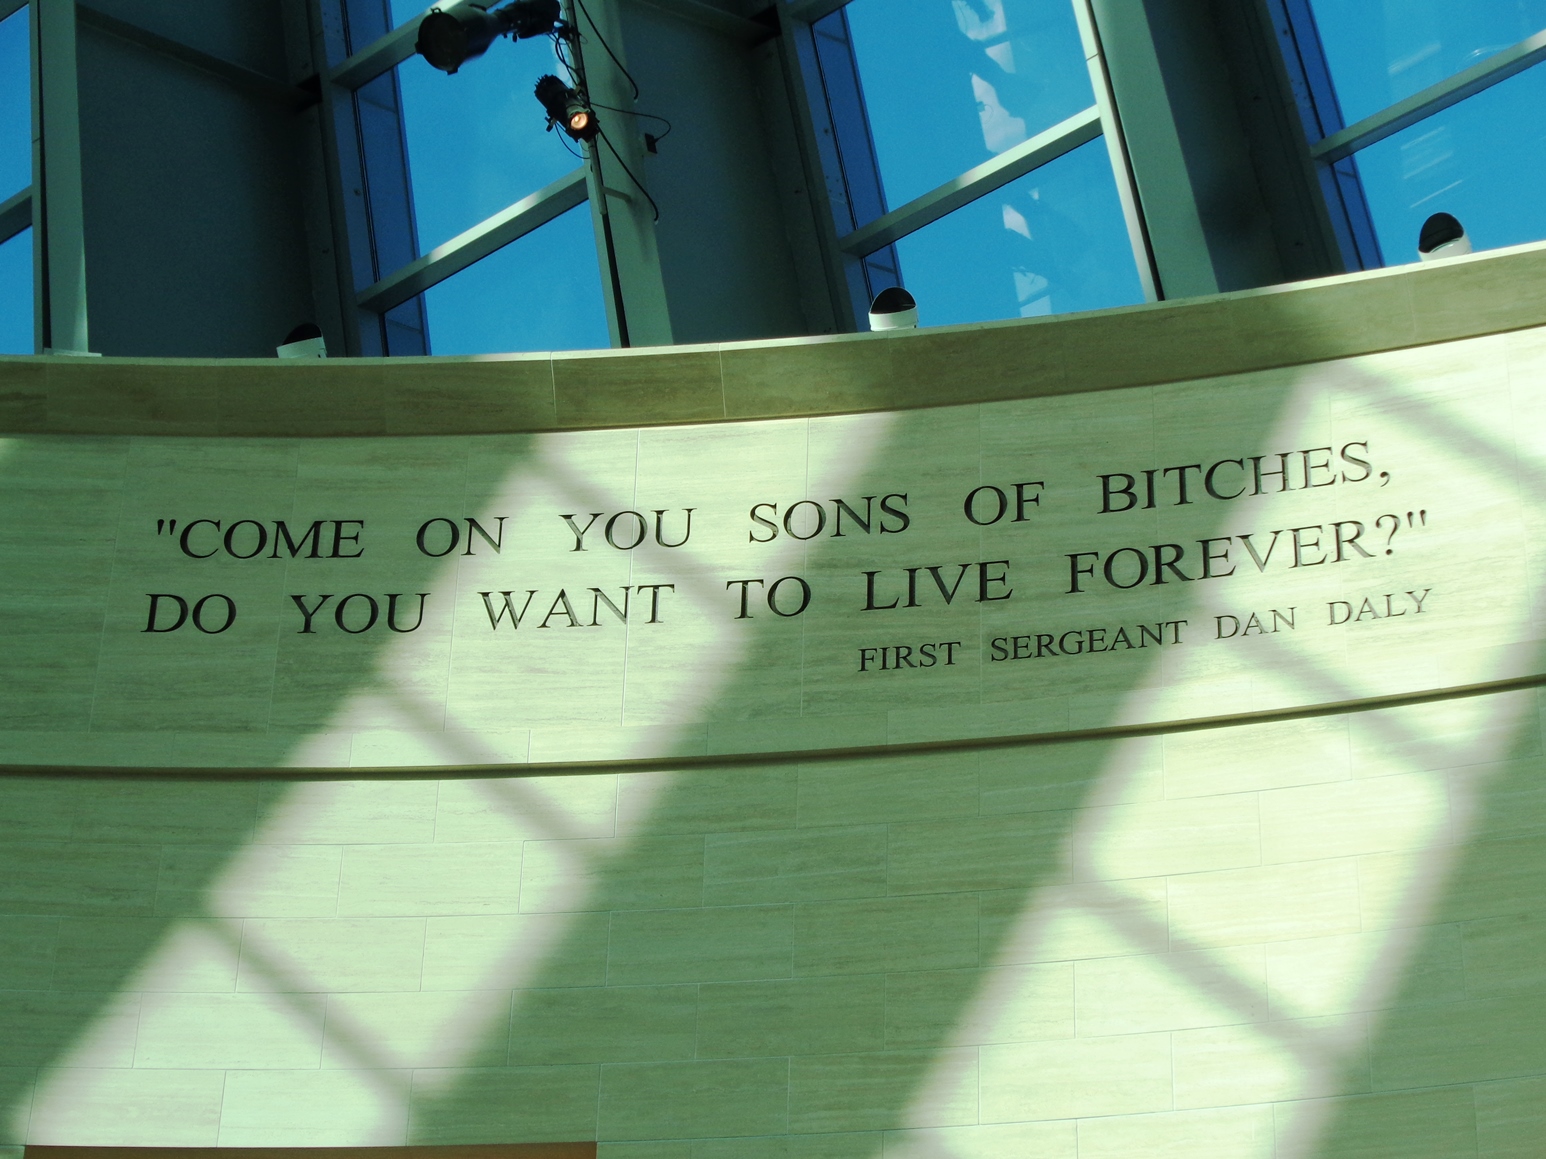 "COME ON YOU SONS OF BITCHES,
DO YOU WANT TO LIVE FOREVER?"
FIRST SERGEANT DAN DALY